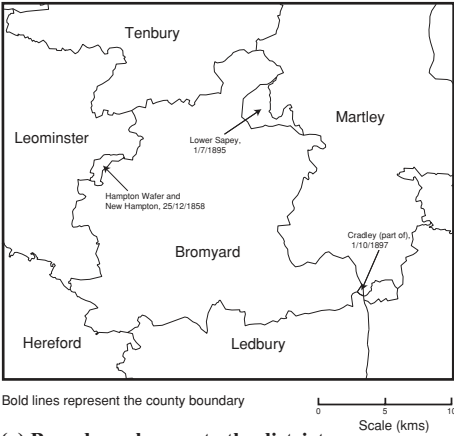 Tenbury
Martley
Leominster
Lower Sapey,
1/7/1895
Hampton Wafer and
New Hampton, 25/12/1858
Cradley (part of),
1/10/1897
Bromyard
Hereford
Ledbury
Bold lines represent the county boundary
0 5 10
Scale (kms)